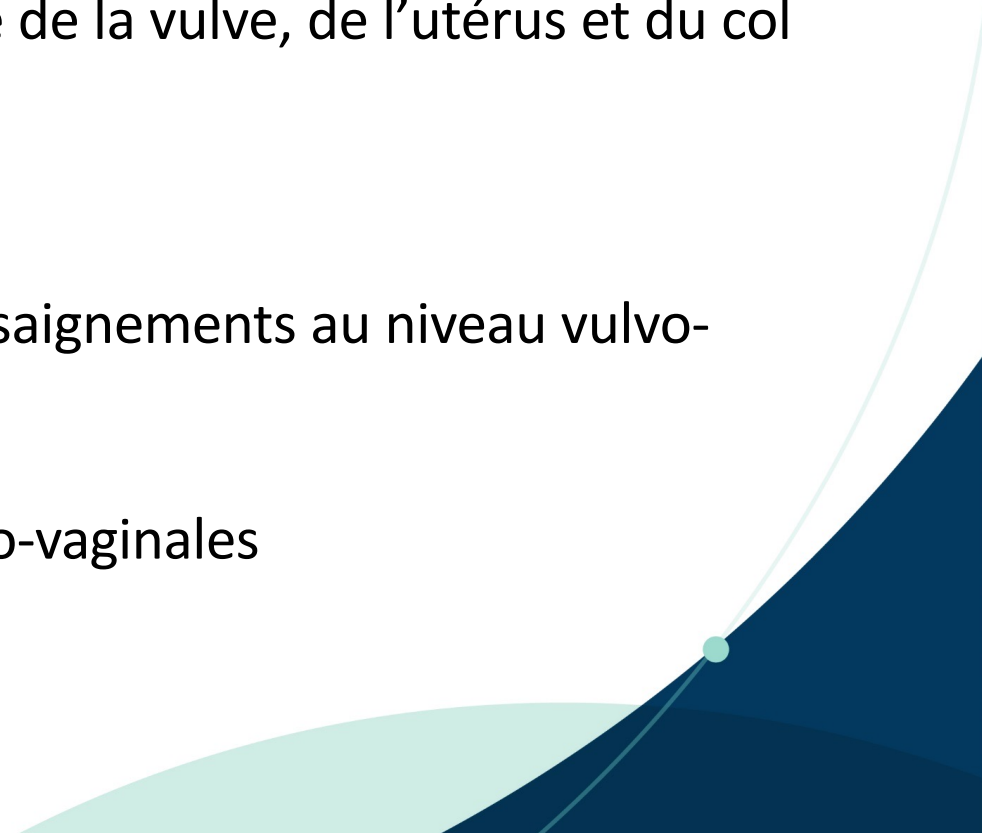 de la vulve, de l’utérus et du col
saignements au niveau vulvo-
o-vaginales